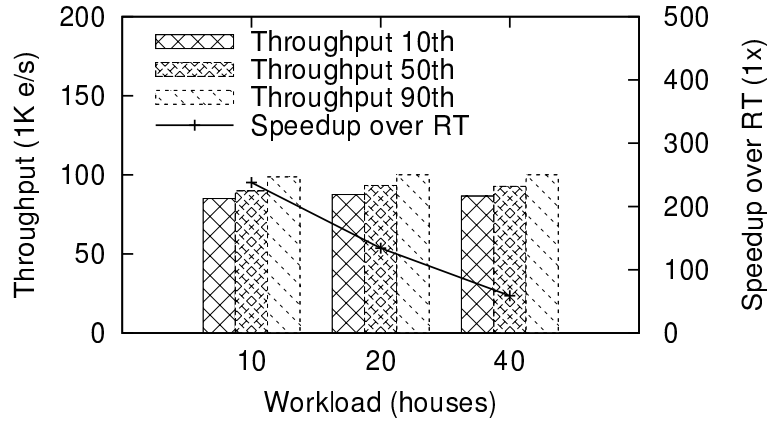 200
150
100
50
0
Throughput (1K e/s)
Throughput 10th
Throughput 50th
Throughput 90th
Speedup over RT
500
400
300
200
100
0
Speedup over RT (1x)
10 20 40
Workload (houses)